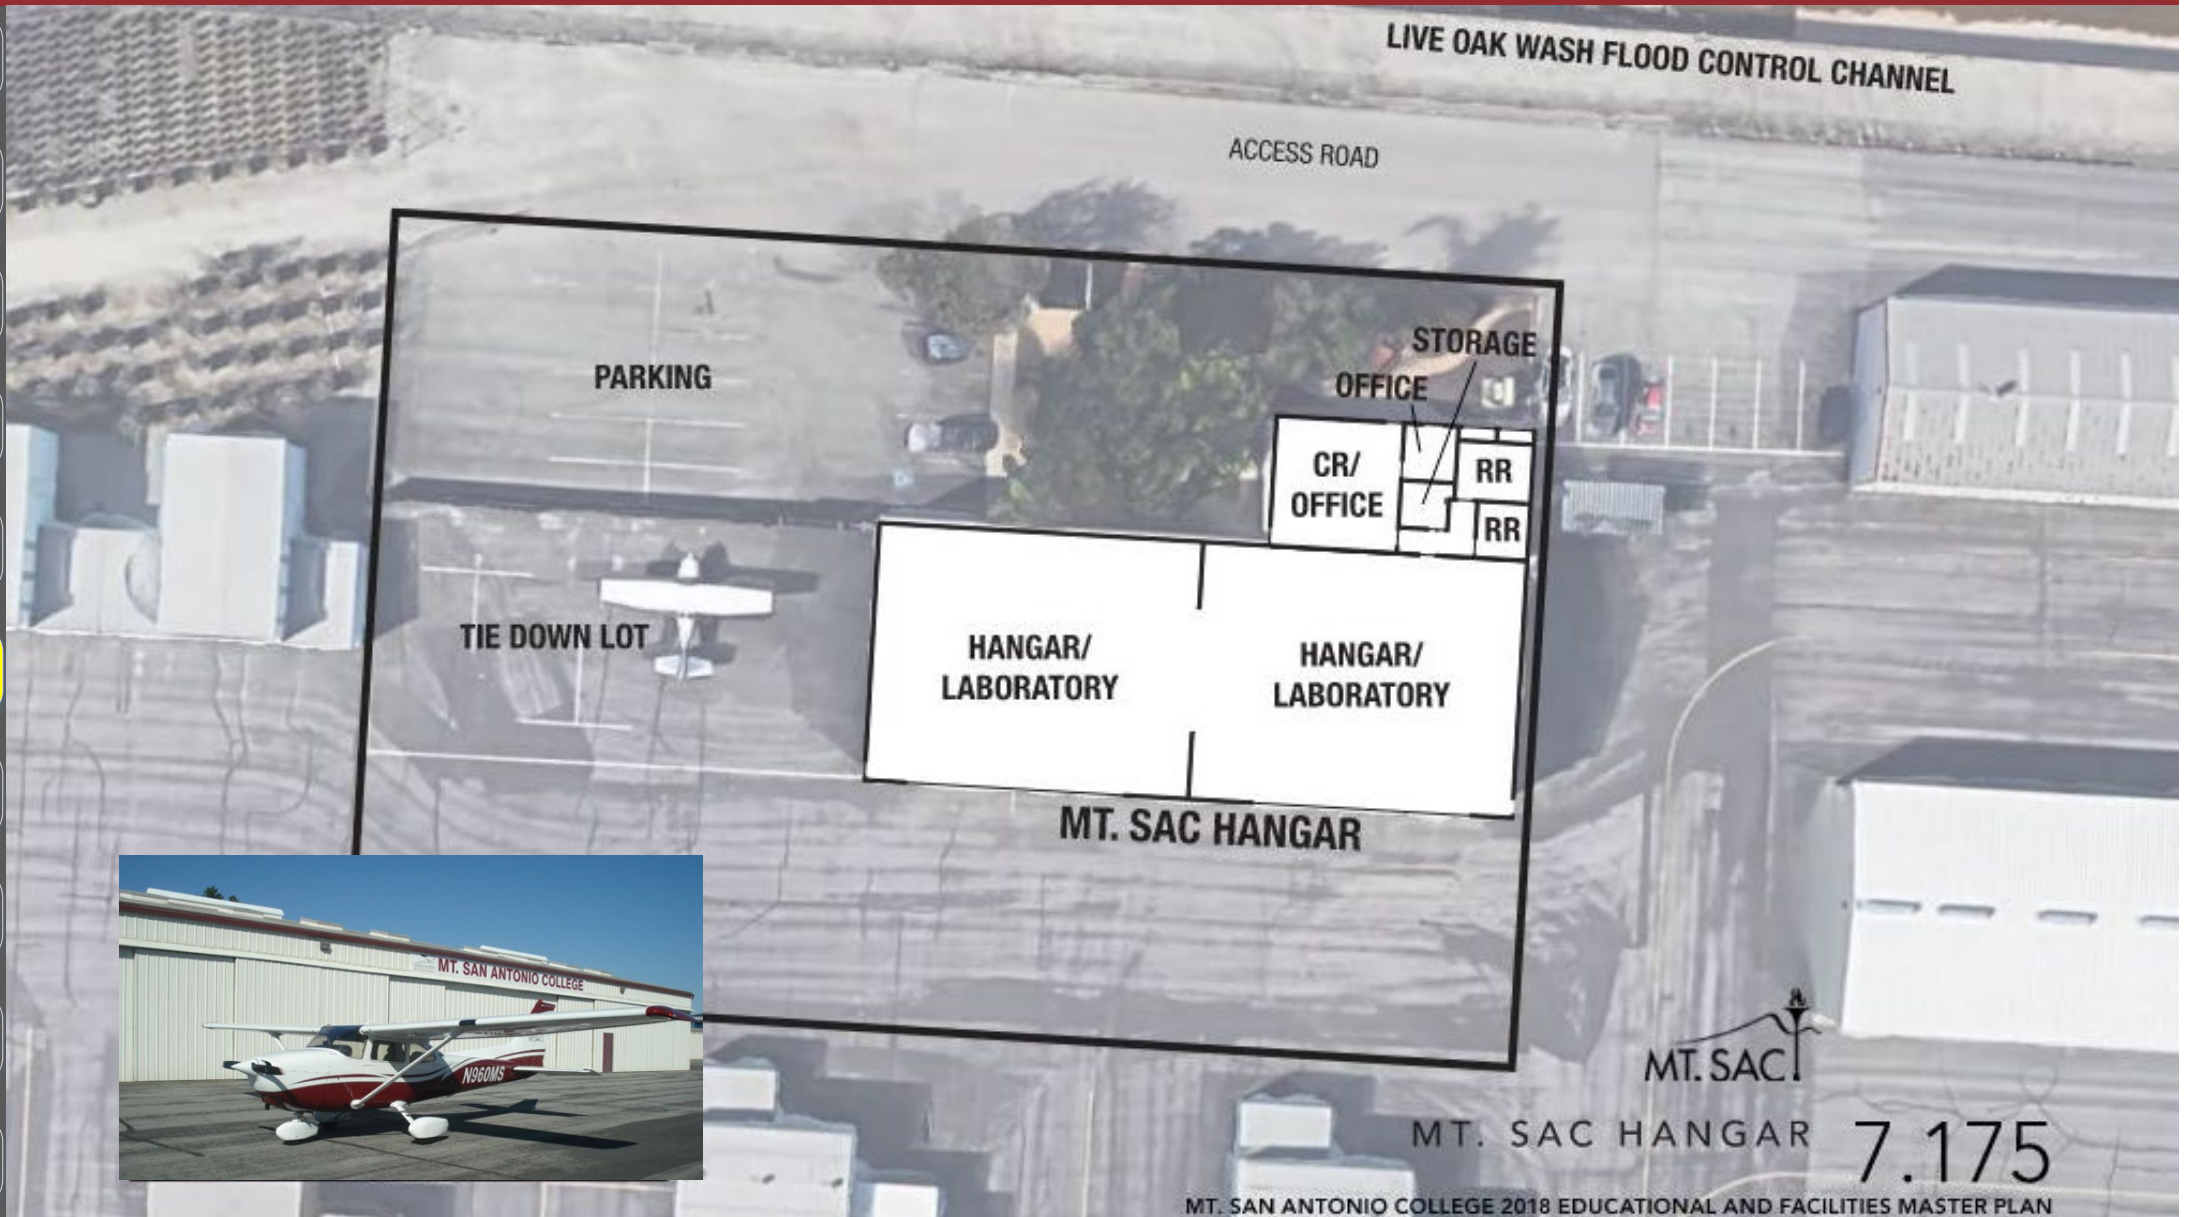 LIVE OAK WASH FLOOD CONTROL CHANNEL
ACCESS ROAD
STORAGE
OFFICE
PARKING
CR/
OFFICE
RR
RR
TIE DOWN LOT
HANGAR/
LABORATORY
HANGAR/
LABORATORY
MT. SAC HANGAR
MT. SAN ANTONIO COLLEGE
N960MS
MT. SAC
MT. SAC HANGAR 7.175
MT. SAN ANTONIO COLLEGE 2018 EDUCATIONAL AND FACILITIES MASTER PLAN